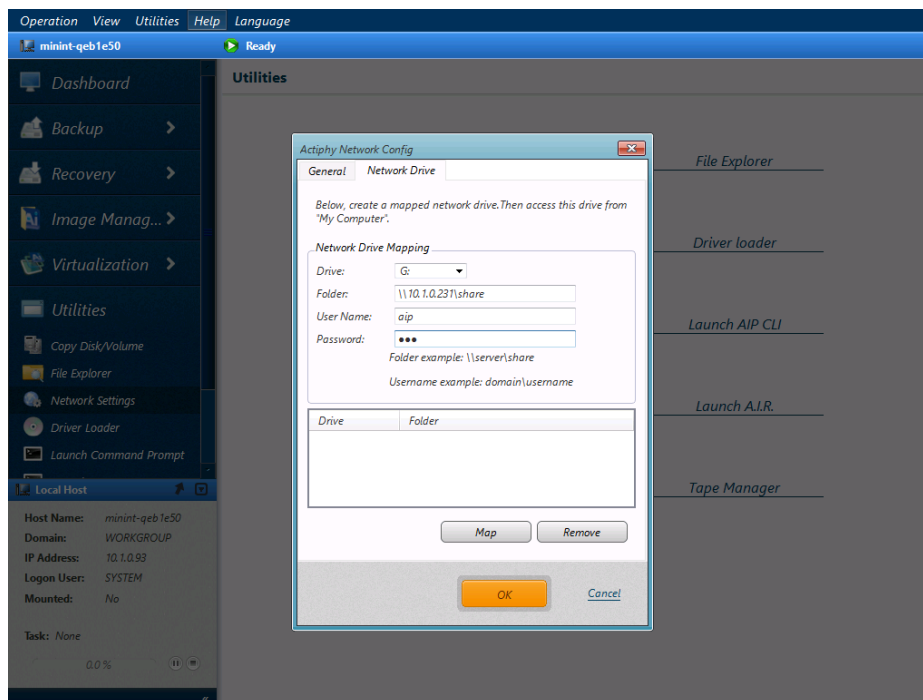 Operation View Utilities Help Language
minint-qeb1e50 Ready
Dashboard
Backup
Recovery
Image Manag...
Virtualization
Utilities
Copy Disk/Volume
File Explorer
Network Settings
Driver Loader
Launch Command Prompt
Local Host
Host Name: minint-qeb1e50
Domain: WORKGROUP
IP Address: 10.1.0.93
Logon User: SYSTEM
Mounted: No
Task: None
0.0 %
Utilities
File Explorer
Driver loader
Launch AIP CLI
Launch A.I.R.
Tape Manager
Actiphy Network Config
General Network Drive
Below, create a mapped network drive.Then access this drive from
"My Computer".
Network Drive Mapping
Drive: G:
Folder: \\10.1.0.231\share
User Name: aip
Password: •••
Folder example: \\server\share
Username example: domain\username
Drive Folder
Map Remove
OK Cancel